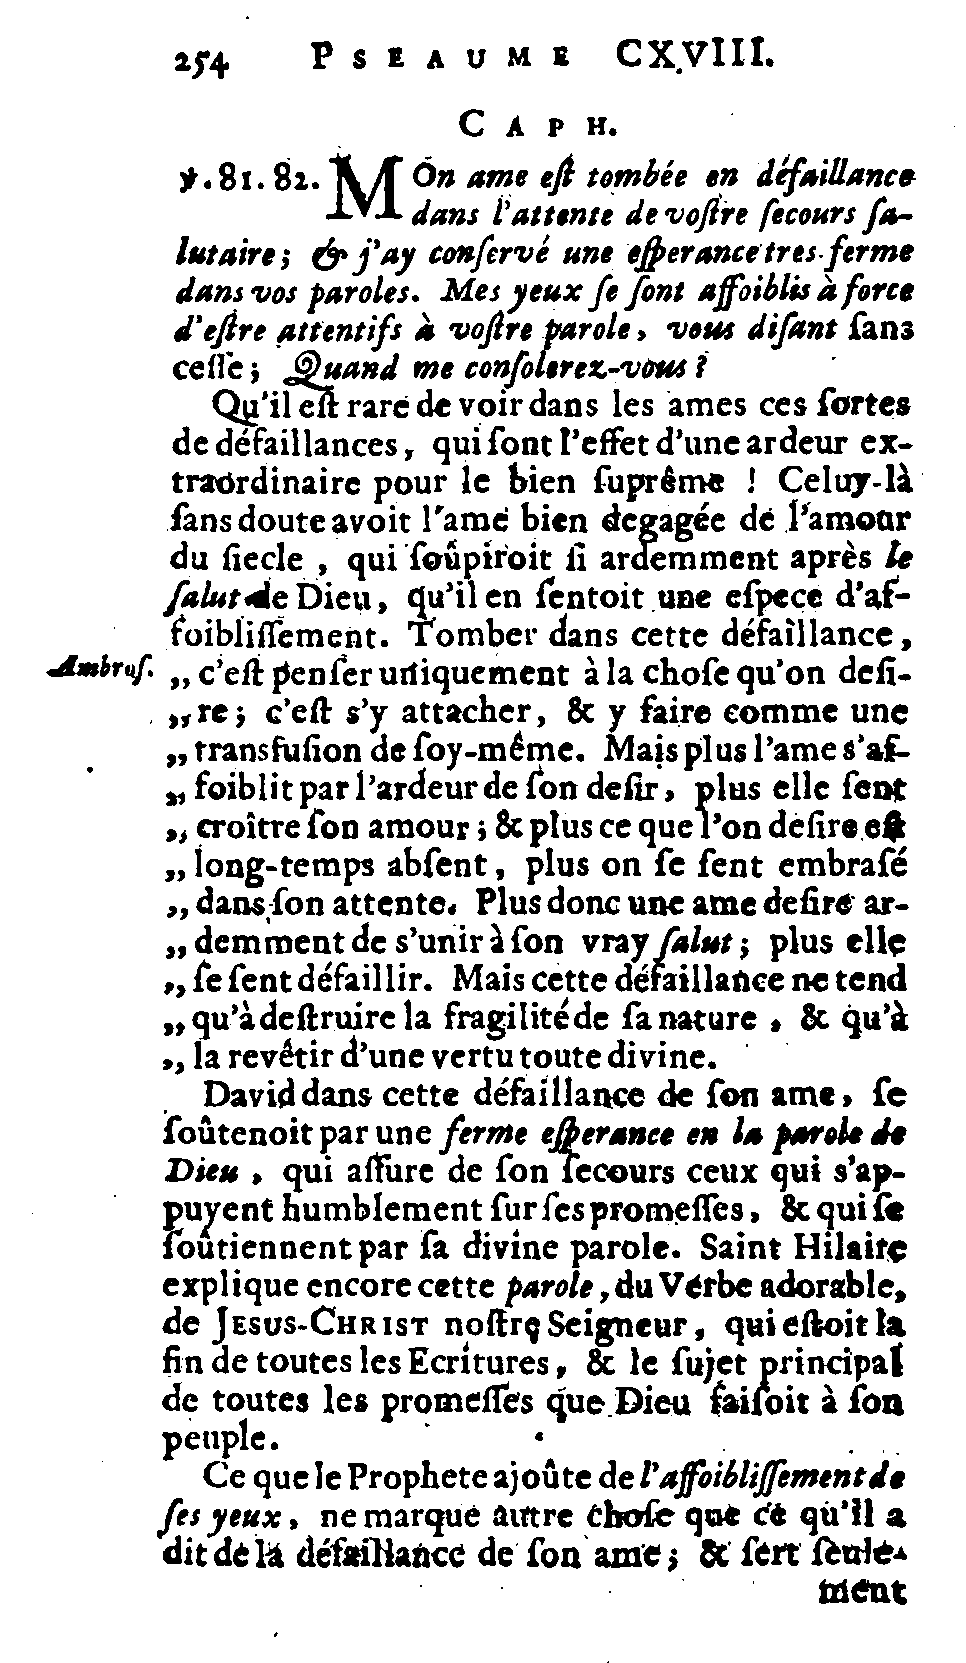 254 PSEAUME CXVIII.
CAPH.
℣. 81. 82. MOn ame eſt tombée en défaillance
dans l'attente de voſtre ſecours ſa-
lutaire; & j'ay conſervé une eſperance tres-ferme
dans vos paroles. Mes yeux ſe ſont affoiblis à force
d'eſtre attentifs à voſtre parole, vous diſant ſans
ceſſe; Quand me conſolerez-vous?
Qu'il eſt rare de voir dans les ames ces ſortes
de défaillances, qui ſont l'effet d'une ardeur ex-
traordinaire pour le bien ſuprême! Celuy-là
ſans doute avoit l'ame bien degagée de l'amour
du ſiecle, qui ſoûpiroit ſi ardemment après le
ſalut de Dieu, qu'il en ſentoit une eſpece d'af-
foibliſſement. Tomber dans cette défaillance,
Ambroſ. „ c'eſt penſer uniquement à la choſe qu'on deſi-
„ re; c'eſt s'y attacher, & y faire comme une
„ transfuſion de ſoy-même. Mais plus l'ame s'af-
„ foiblit par l'ardeur de ſon deſir, plus elle ſent
„ croître ſon amour; & plus ce que l'on deſire eſt
„ long-temps abſent, plus on ſe ſent embraſé
„ dans ſon attente. Plus donc une ame deſire ar-
„ demment de s'unir à ſon vray ſalut; plus elle
„ ſe ſent défaillir. Mais cette défaillance ne tend
„ qu'à deſtruire la fragilité de ſa nature, & qu'à
„ la revêtir d'une vertu toute divine.
David dans cette défaillance de ſon ame, ſe
ſoûtenoit par une ferme eſperance en la parole de
Dieu, qui aſſure de ſon ſecours ceux qui s'ap-
puyent humblement ſur ſes promeſſes, & qui ſe
ſoûtiennent par ſa divine parole. Saint Hilaire
explique encore cette parole, du Verbe adorable,
de JESUS-CHRIST noſtre Seigneur, qui eſtoit la
fin de toutes les Ecritures, & le ſujet principal
de toutes les promeſſes que Dieu faiſoit à ſon
peuple.
Ce que le Prophete ajoûte de l'affoibliſſement de
ſes yeux, ne marque autre choſe que ce qu'il a
dit de la défaillance de ſon ame; & ſert ſeule-
ment